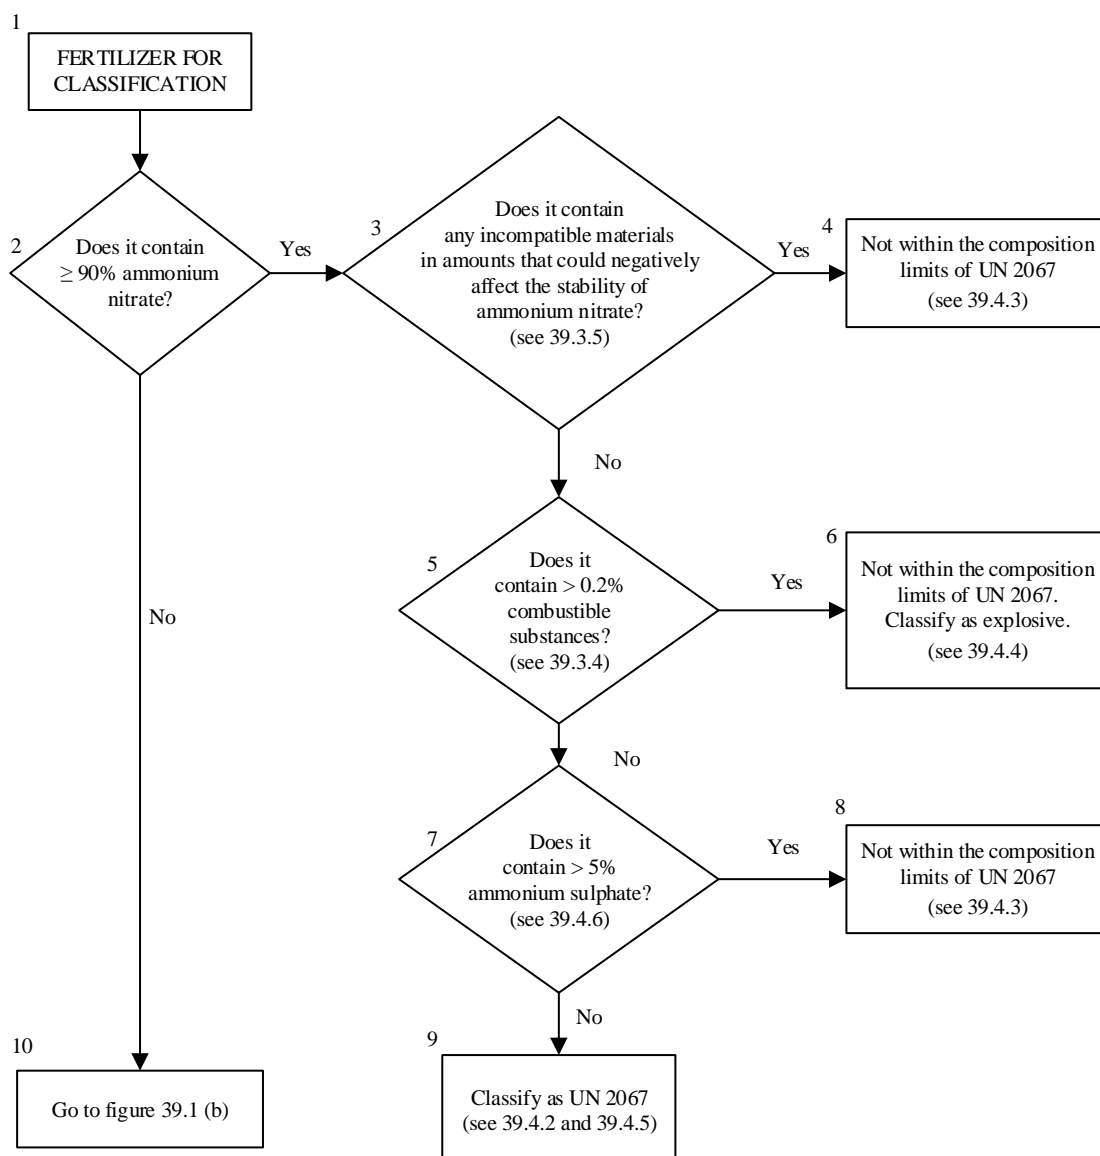 1
FERTILIZER FOR
CLASSIFICATION
2
Does it contain
≥ 90% ammonium
nitrate?
Yes
3
Does it contain
any incompatible materials
in amounts that could negatively
affect the stability of
ammonium nitrate?
(see 39.3.5)
Yes
4
Not within the composition
limits of UN 2067
(see 39.4.3)
No
No
5
Does it
contain > 0.2%
combustible
substances?
(see 39.3.4)
Yes
6
Not within the composition
limits of UN 2067.
Classify as explosive.
(see 39.4.4)
No
7
Does it
contain > 5%
ammonium sulphate?
(see 39.4.6)
Yes
8
Not within the composition
limits of UN 2067
(see 39.4.3)
No
9
Classify as UN 2067
(see 39.4.2 and 39.4.5)
10
Go to figure 39.1 (b)